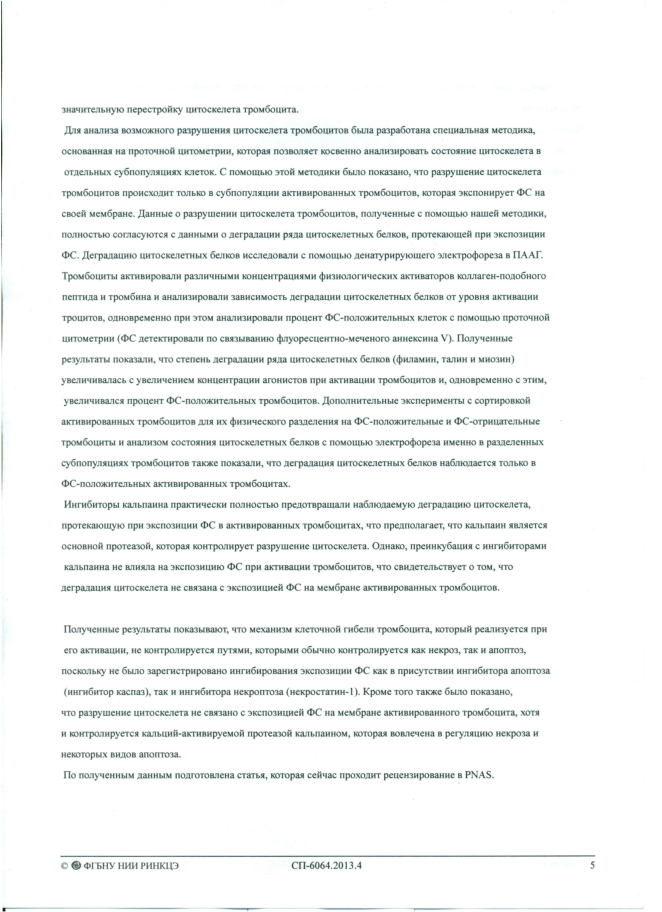 значительную перестройку цитоскелета тромбоцита.
Для анализа возможного разрушения цитоскелета тромбоцитов была разработана специальная методика,
основанная на проточной цитометрии, которая позволяет косвенно анализировать состояние цитоскелета в
отдельных субпопуляциях клеток. С помощью этой методики было показано, что разрушение цитоскелета
тромбоцитов происходит только в субпопуляции активированных тромбоцитов, которая экспонирует ФС на
своей мембране. Данные о разрушении цитоскелета тромбоцитов, полученные с помощью нашей методики,
полностью согласуются с данными о деградации ряда цитоскелетных белков, протекающей при экспозиции
ФС. Деградацию цитоскелетных белков исследовали с помощью денатурирующего электрофореза в ПААГ.
Тромбоциты активировали различными концентрациями физиологических активаторов коллаген-подобного
пептида и тромбина и анализировали зависимость деградации цитоскелетных белков от уровня активации
троцитов, одновременно при этом анализировали процент ФС-положительных клеток с помощью проточной
цитометрии (ФС детектировали по связыванию флуоресцентно-меченого аннексина V). Полученные
результаты показали, что степень деградации ряда цитоскелетных белков (филамин, талин и миозин)
увеличивалась с увеличением концентрации агонистов при активации тромбоцитов и, одновременно с этим,
увеличивался процент ФС-положительных тромбоцитов. Дополнительные эксперименты с сортировкой
активированных тромбоцитов для их физического разделения на ФС-положительные и ФС-отрицательные
тромбоциты и анализом состояния цитоскелетных белков с помощью электрофореза именно в разделенных
субпопуляциях тромбоцитов также показали, что деградация цитоскелетных белков наблюдается только в
ФС-положительных активированных тромбоцитах.
Ингибиторы кальпаина практически полностью предотвращали наблюдаемую деградацию цитоскелета,
протекающую при экспозиции ФС в активированных тромбоцитах, что предполагает, что кальпаин является
основной протеазой, которая контролирует разрушение цитоскелета. Однако, преинкубация с ингибиторами
кальпаина не влияла на экспозицию ФС при активации тромбоцитов, что свидетельствует о том, что
деградация цитоскелета не связана с экспозицией ФС на мембране активированных тромбоцитов.
Полученные результаты показывают, что механизм клеточной гибели тромбоцита, который реализуется при
его активации, не контролируется путями, которыми обычно контролируется как некроз, так и апоптоз,
поскольку не было зарегистрировано ингибирования экспозиции ФС как в присутствии ингибитора апоптоза
(ингибитор каспаз), так и ингибитора некроптоза (некростатин-1). Кроме того также было показано,
что разрушение цитоскелета не связано с экспозицией ФС на мембране активированного тромбоцита, хотя
и контролируется кальций-активируемой протеазой кальпаином, которая вовлечена в регуляцию некроза и
некоторых видов апоптоза.
По полученным данным подготовлена статья, которая сейчас проходит рецензирование в PNAS.
© ФГБНУ НИИ РИНКЦЭ СП-6064.2013.4 5